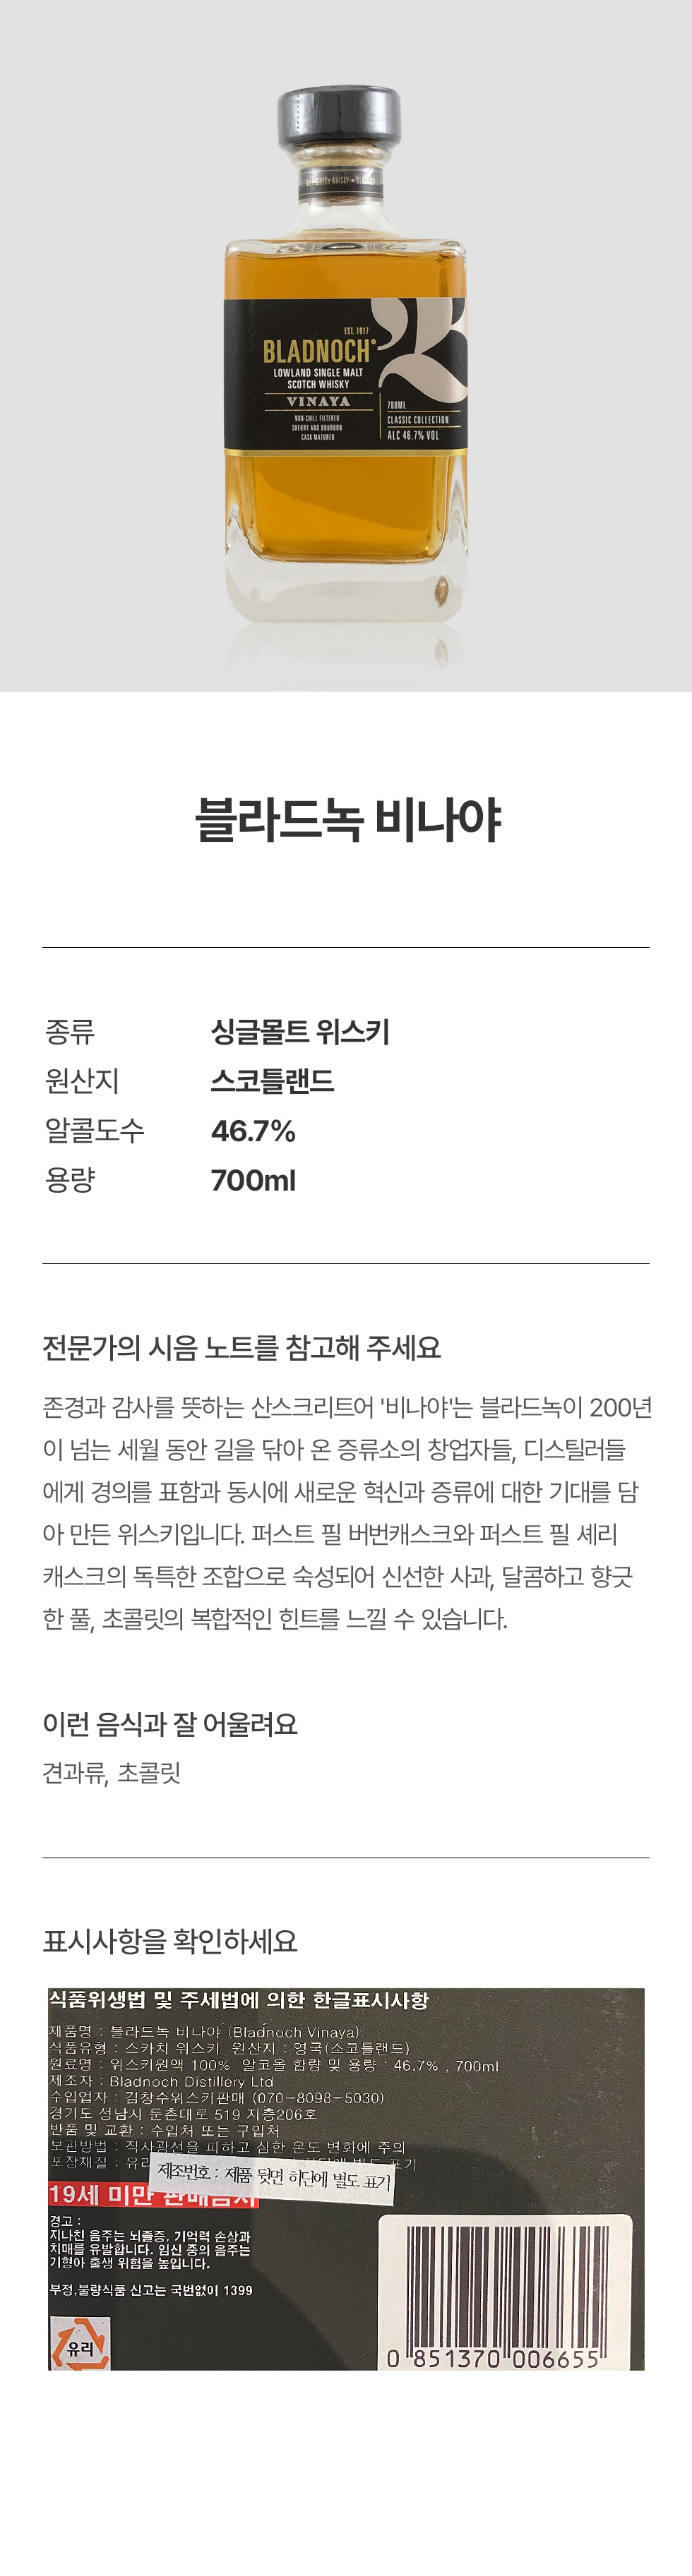 EST. 1817
BLADNOCH
LOWLAND SINGLE MALT
SCOTCH WHISKY
VINAYA
NON CHILL FILTERED
SHERRY AND BOURBON
CASK MATURED
700ML
CLASSIC COLLECTION
ALC 46.7% VOL
블라드녹 비나야
종류 싱글몰트 위스키
원산지 스코틀랜드
알콜도수 46.7%
용량 700ml
전문가의 시음 노트를 참고해 주세요
존경과 감사를 뜻하는 산스크리트어 '비나야'는 블라드녹이 200년
이 넘는 세월 동안 길을 닦아 온 증류소의 창업자들, 디스틸러들
에게 경의를 표함과 동시에 새로운 혁신과 증류에 대한 기대를 담
아 만든 위스키입니다. 퍼스트 필 버번캐스크와 퍼스트 필 셰리
캐스크의 독특한 조합으로 숙성되어 신선한 사과, 달콤하고 향긋
한 풀, 초콜릿의 복합적인 힌트를 느낄 수 있습니다.
이런 음식과 잘 어울려요
견과류, 초콜릿
표시사항을 확인하세요
식품위생법 및 주세법에 의한 한글표시사항
제품명 : 블라드녹 비나야 (Bladnoch Vinaya)
식품유형 : 스카치 위스키 원산지 : 영국(스코틀랜드)
원료명 : 위스키원액 100% 알코올 함량 및 용량 : 46.7% , 700ml
제조자 : Bladnoch Distillery Ltd
수입업자 : 김창수위스키판매 (070-8098-5030)
경기도 성남시 둔촌대로 519 지층206호
반품 및 교환 : 수입처 또는 구입처
보관방법 : 직사광선을 피하고 심한 온도 변화에 주의
포장재질 : 유리 별도 표기
제조번호 : 제품 뒷면 하단에 별도 표기
19세 미만 판매금지
경고 :
지나친 음주는 뇌졸증, 기억력 손상과
치매를 유발합니다. 임신 중의 음주는
기형아 출생 위험을 높입니다.
부정,불량식품 신고는 국번없이 1399
유리
0 851370 006655